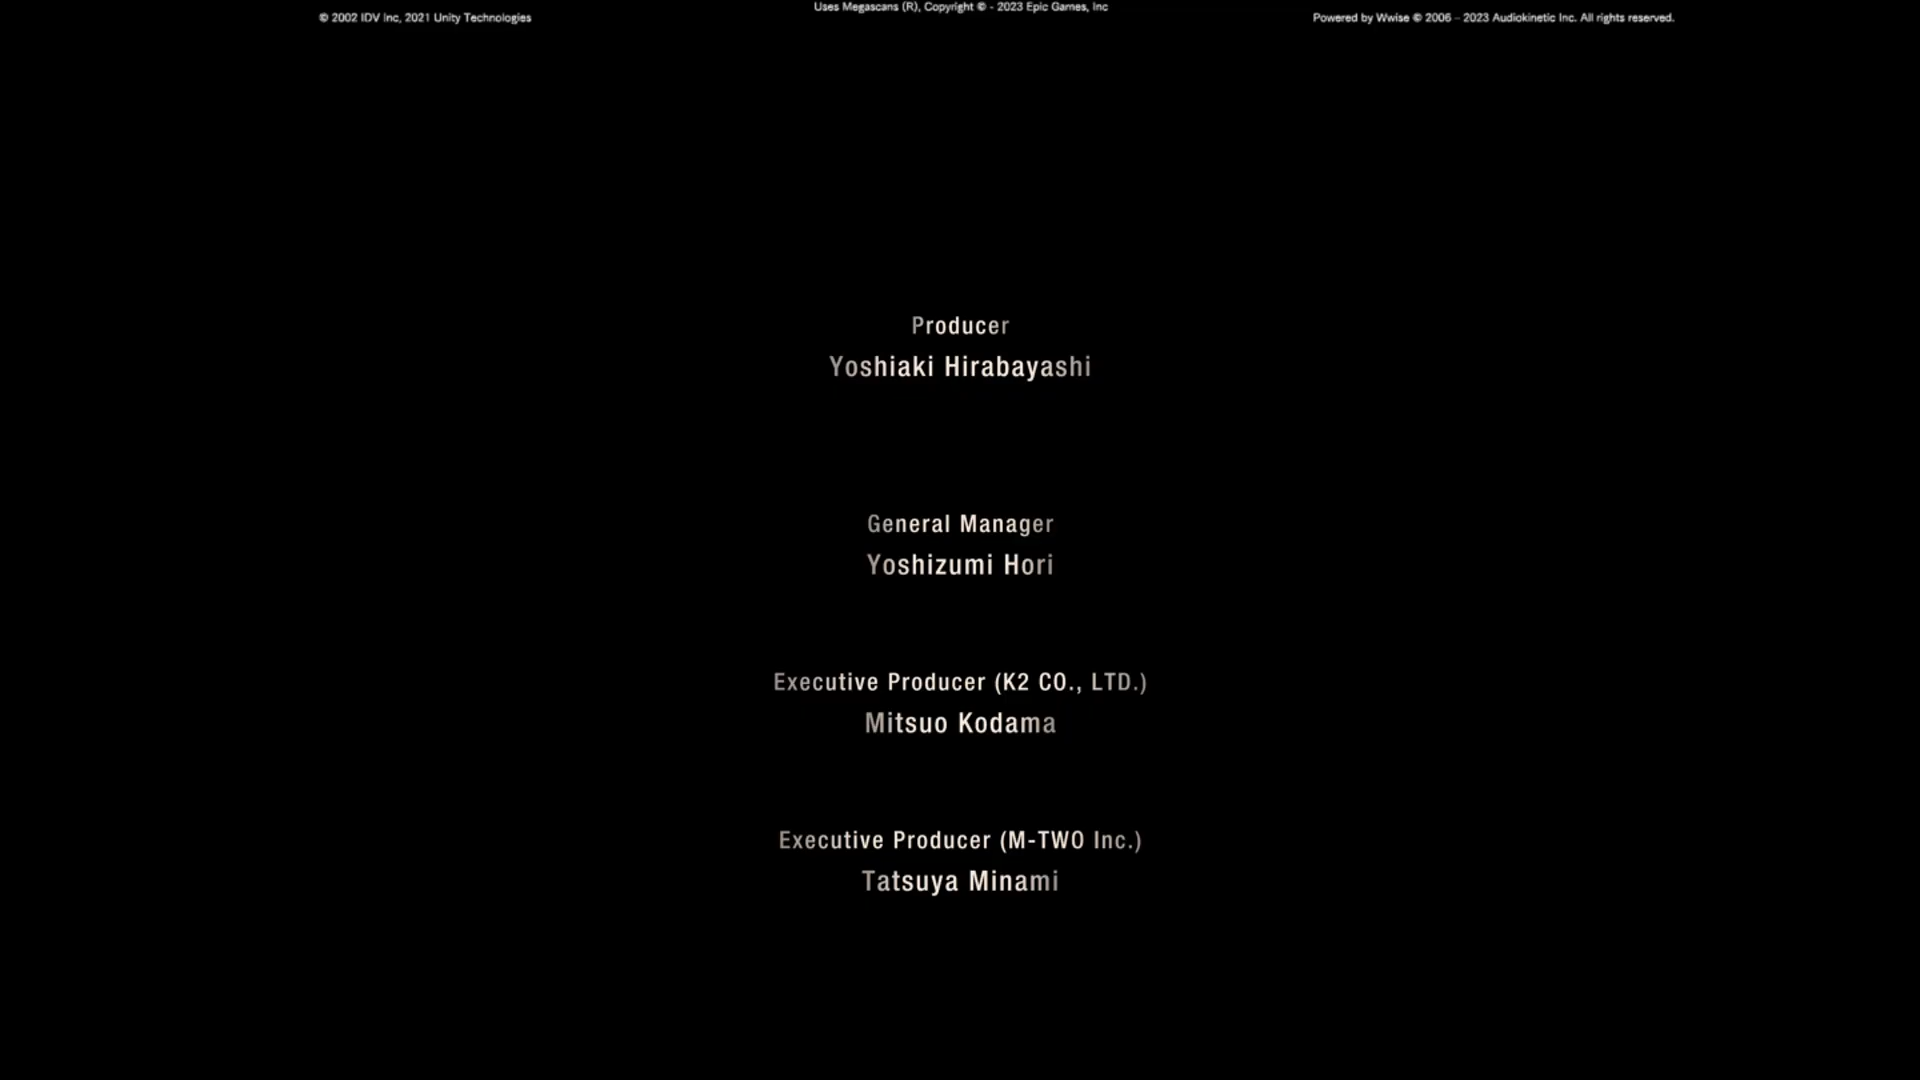 © 2002 IDV Inc, 2021 Unity Technologies
Uses Megascans (R), Copyright © - 2023 Epic Games, Inc
Powered by Wwise © 2006 - 2023 Audiokinetic Inc. All rights reserved.
Producer
Yoshiaki Hirabayashi
General Manager
Yoshizumi Hori
Executive Producer (K2 CO., LTD.)
Mitsuo Kodama
Executive Producer (M-TWO Inc.)
Tatsuya Minami